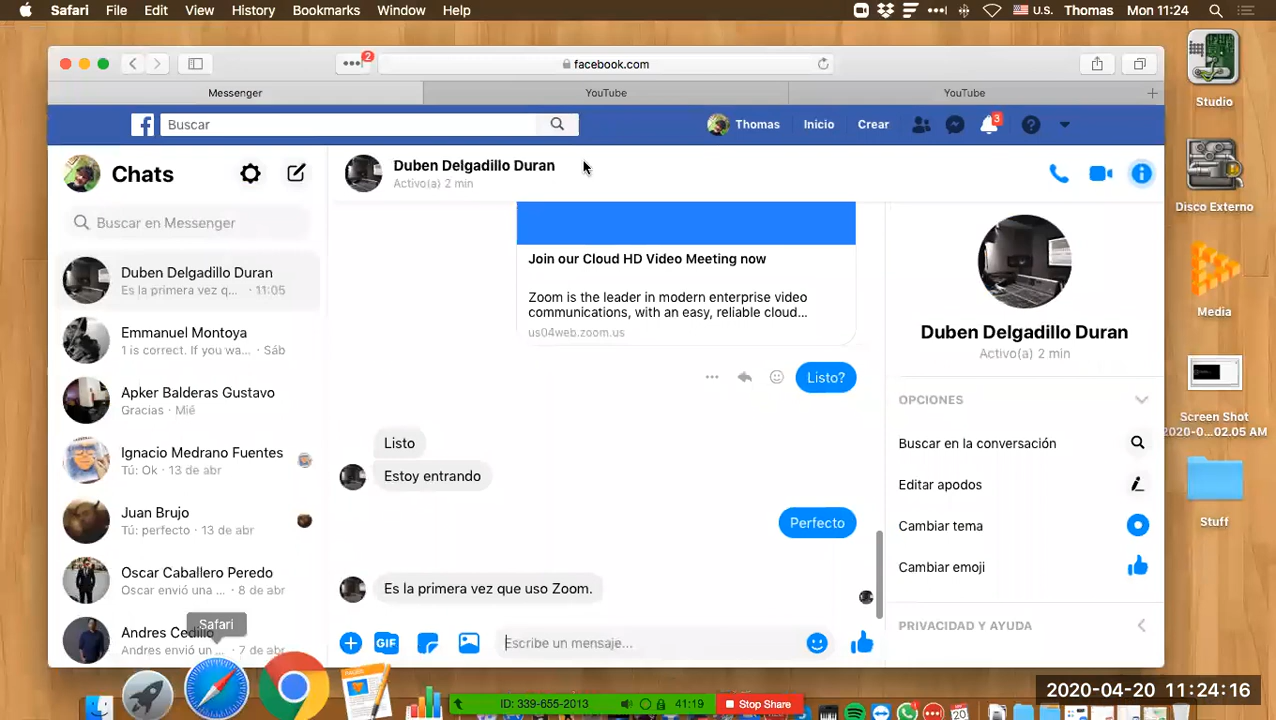 Safari File Edit View History Bookmarks Window Help
U.S. Thomas Mon 11:24
2
facebook.com
Messenger YouTube YouTube
Buscar
Thomas Inicio Crear
3
Chats
Buscar en Messenger
Duben Delgadillo Duran
Es la primera vez q... · 11:05
Emmanuel Montoya
1 is correct. If you wa... · Sáb
Apker Balderas Gustavo
Gracias · Mié
Ignacio Medrano Fuentes
Tú: Ok · 13 de abr
Juan Brujo
Tú: perfecto · 13 de abr
Oscar Caballero Peredo
Oscar envió una ... · 8 de abr
Andres Cedillo
Andres envió un ... · 7 de abr
Safari
Duben Delgadillo Duran
Activo(a) 2 min
Join our Cloud HD Video Meeting now
Zoom is the leader in modern enterprise video
communications, with an easy, reliable cloud...
us04web.zoom.us
Listo?
Listo
Estoy entrando
Perfecto
Es la primera vez que uso Zoom.
GIF
Escribe un mensaje...
Duben Delgadillo Duran
Activo(a) 2 min
OPCIONES
Buscar en la conversación
Editar apodos
Cambiar tema
Cambiar emoji
PRIVACIDAD Y AYUDA
Studio
Disco Externo
Media
Screen Shot
2020-0...02.05 AM
Stuff
ID: 339-655-2013 41:19 Stop Share
2020-04-20 11:24:16